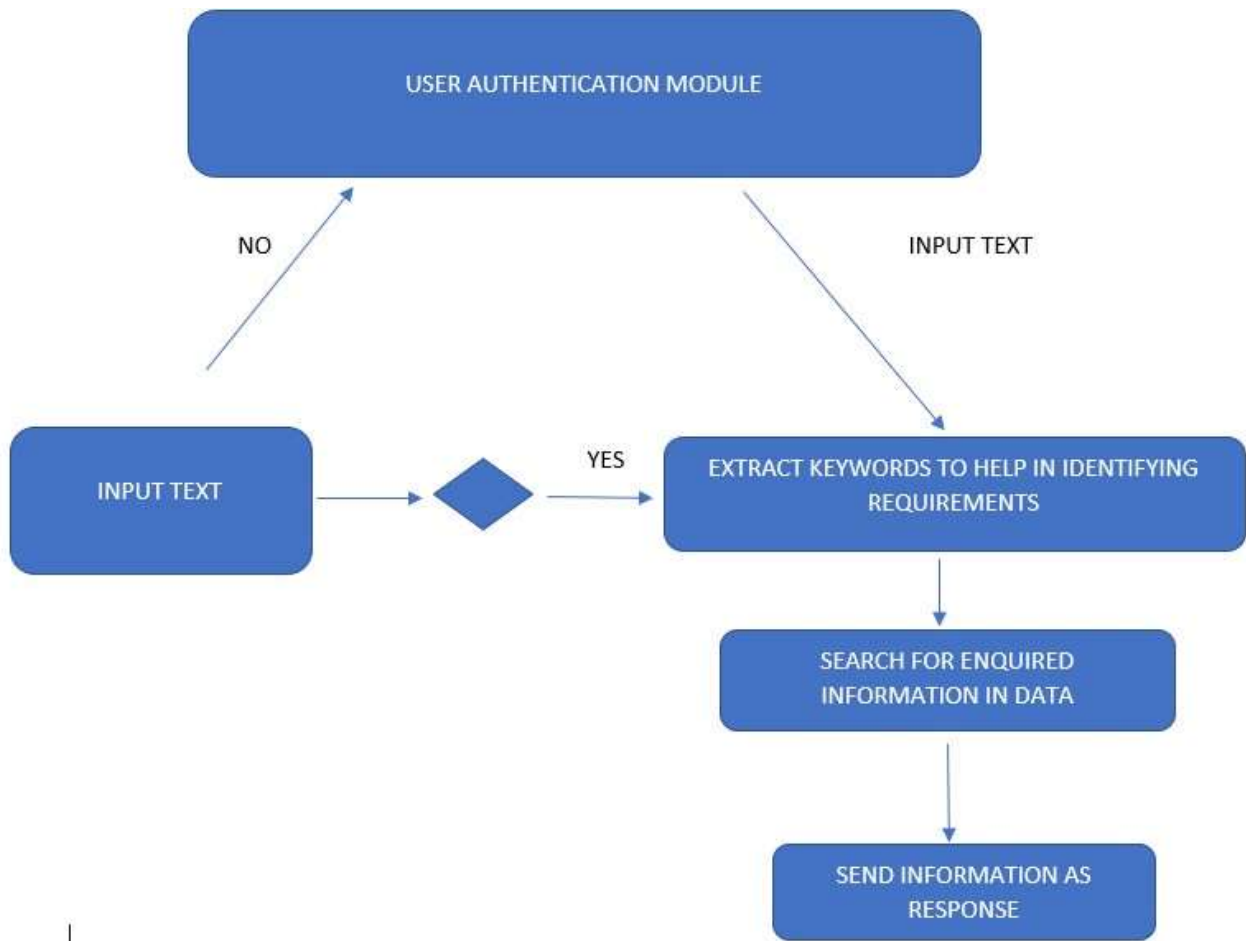 USER AUTHENTICATION MODULE
NO
INPUT TEXT
INPUT TEXT
YES
EXTRACT KEYWORDS TO HELP IN IDENTIFYING
REQUIREMENTS
SEARCH FOR ENQUIRED
INFORMATION IN DATA
SEND INFORMATION AS
RESPONSE